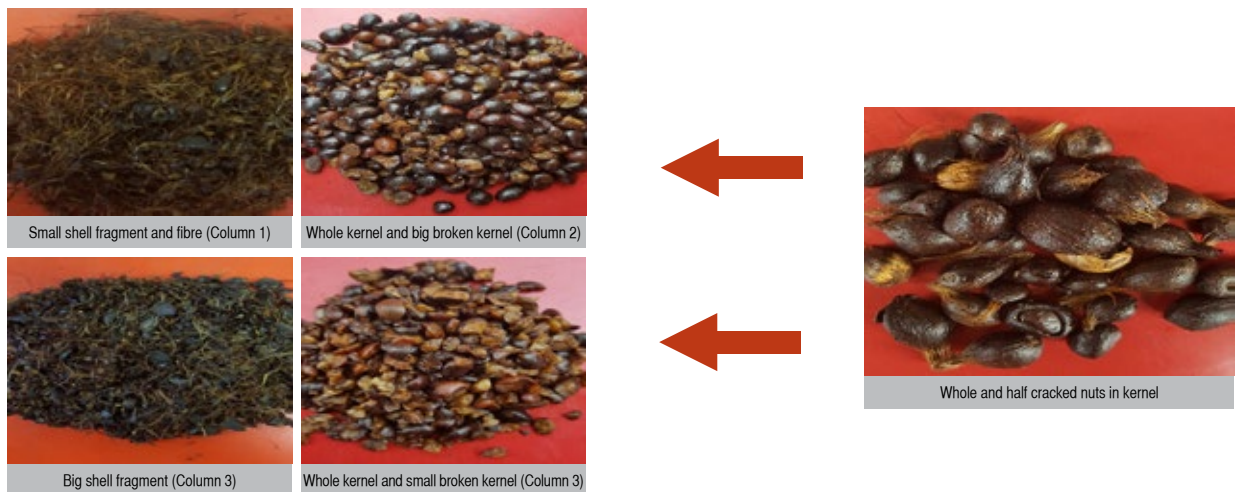 Small shell fragment and fibre (Column 1)
Whole kernel and big broken kernel (Column 2)
Big shell fragment (Column 3)
Whole kernel and small broken kernel (Column 3)
Whole and half cracked nuts in kernel